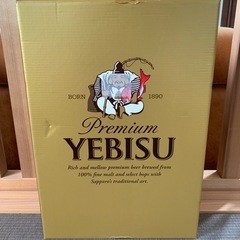 BORN 1890
Premium
YEBISU
Rich and mellow premium beer brewed from
100% fine malt and select hops with
Sapporo's traditional art.